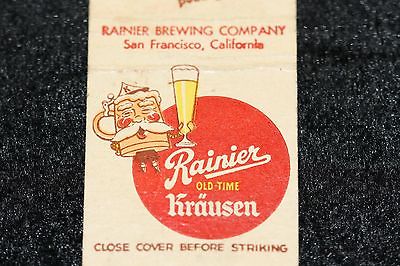 RAINIER BREWING COMPANY
San Francisco, California
Rainier
OLD-TIME
Kräusen
CLOSE COVER BEFORE STRIKING